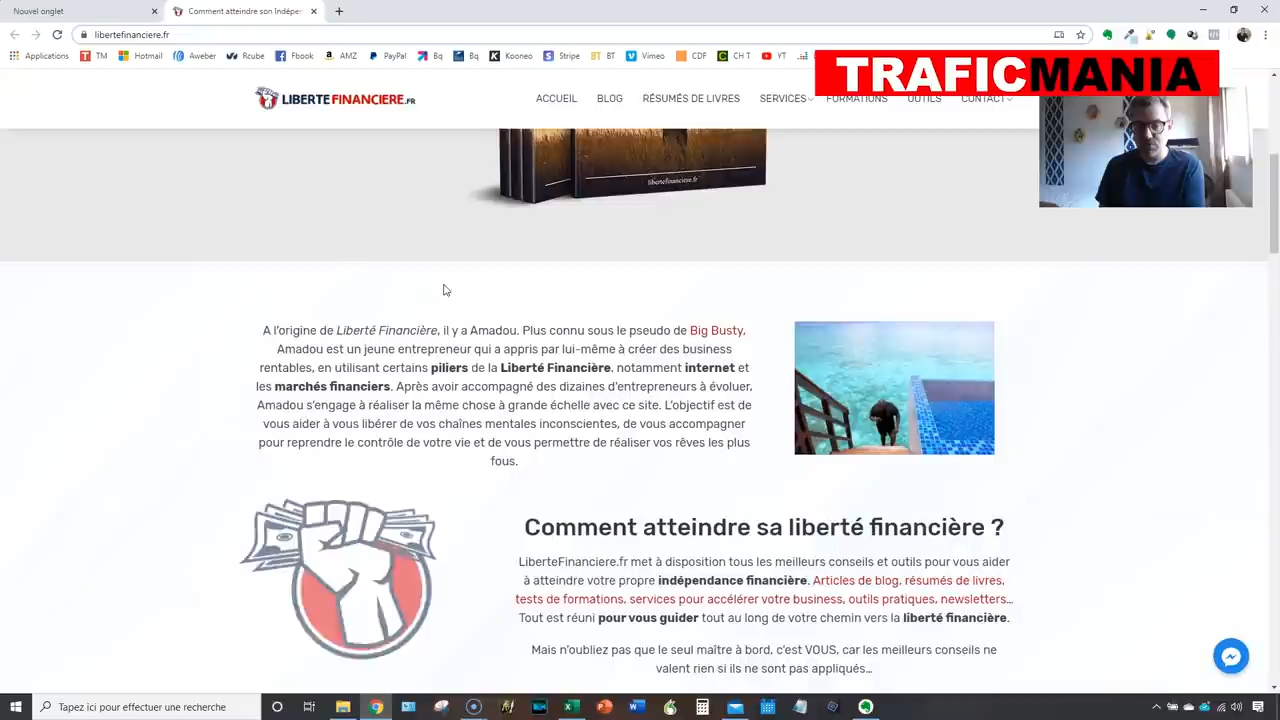 Nouvel onglet
Comment atteindre son Indépen
libertefinanciere.fr
Applications TM Hotmail Aweber Rcube Fbook AMZ PayPal Bq Bq Kooneo Stripe BT Vimeo CDF CH T YT
TRAFICMANIA
LIBERTEFINANCIERE.FR
ACCUEIL BLOG RÉSUMÉS DE LIVRES SERVICES FORMATIONS OUTILS CONTACT
libertefinanciere.fr
A l'origine de Liberté Financière, il y a Amadou. Plus connu sous le pseudo de Big Busty,
Amadou est un jeune entrepreneur qui a appris par lui-même à créer des business
rentables, en utilisant certains piliers de la Liberté Financière, notamment internet et
les marchés financiers. Après avoir accompagné des dizaines d'entrepreneurs à évoluer,
Amadou s'engage à réaliser la même chose à grande échelle avec ce site. L'objectif est de
vous aider à vous libérer de vos chaînes mentales inconscientes, de vous accompagner
pour reprendre le contrôle de votre vie et de vous permettre de réaliser vos rêves les plus
fous.
Comment atteindre sa liberté financière ?
LiberteFinanciere.fr met à disposition tous les meilleurs conseils et outils pour vous aider
à atteindre votre propre indépendance financière. Articles de blog, résumés de livres,
tests de formations, services pour accélérer votre business, outils pratiques, newsletters…
Tout est réuni pour vous guider tout au long de votre chemin vers la liberté financière.
Mais n'oubliez pas que le seul maître à bord, c'est VOUS, car les meilleurs conseils ne
valent rien si ils ne sont pas appliqués…
Tapez ici pour effectuer une recherche